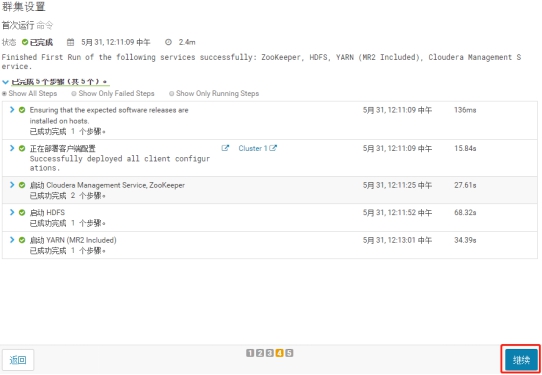 群集设置
首次运行 命令
状态 已完成 5月 31, 12:11:09 中午 2.4m
Finished First Run of the following services successfully: ZooKeeper, HDFS, YARN (MR2 Included), Cloudera Management S
ervice.
已完成 5 个步骤（共 5 个）。
Show All Steps Show Only Failed Steps Show Only Running Steps
Ensuring that the expected software releases are 5月 31, 12:11:09 中午 136ms
installed on hosts.
已成功完成 1 个步骤。
正在部署客户端配置 Cluster 1 5月 31, 12:11:09 中午 15.84s
Successfully deployed all client configur
ations.
启动 Cloudera Management Service, ZooKeeper 5月 31, 12:11:25 中午 27.61s
已成功完成 2 个步骤。
启动 HDFS 5月 31, 12:11:52 中午 68.32s
已成功完成 1 个步骤。
启动 YARN (MR2 Included) 5月 31, 12:13:01 中午 34.39s
已成功完成 1 个步骤。
返回 1 2 3 4 5 继续